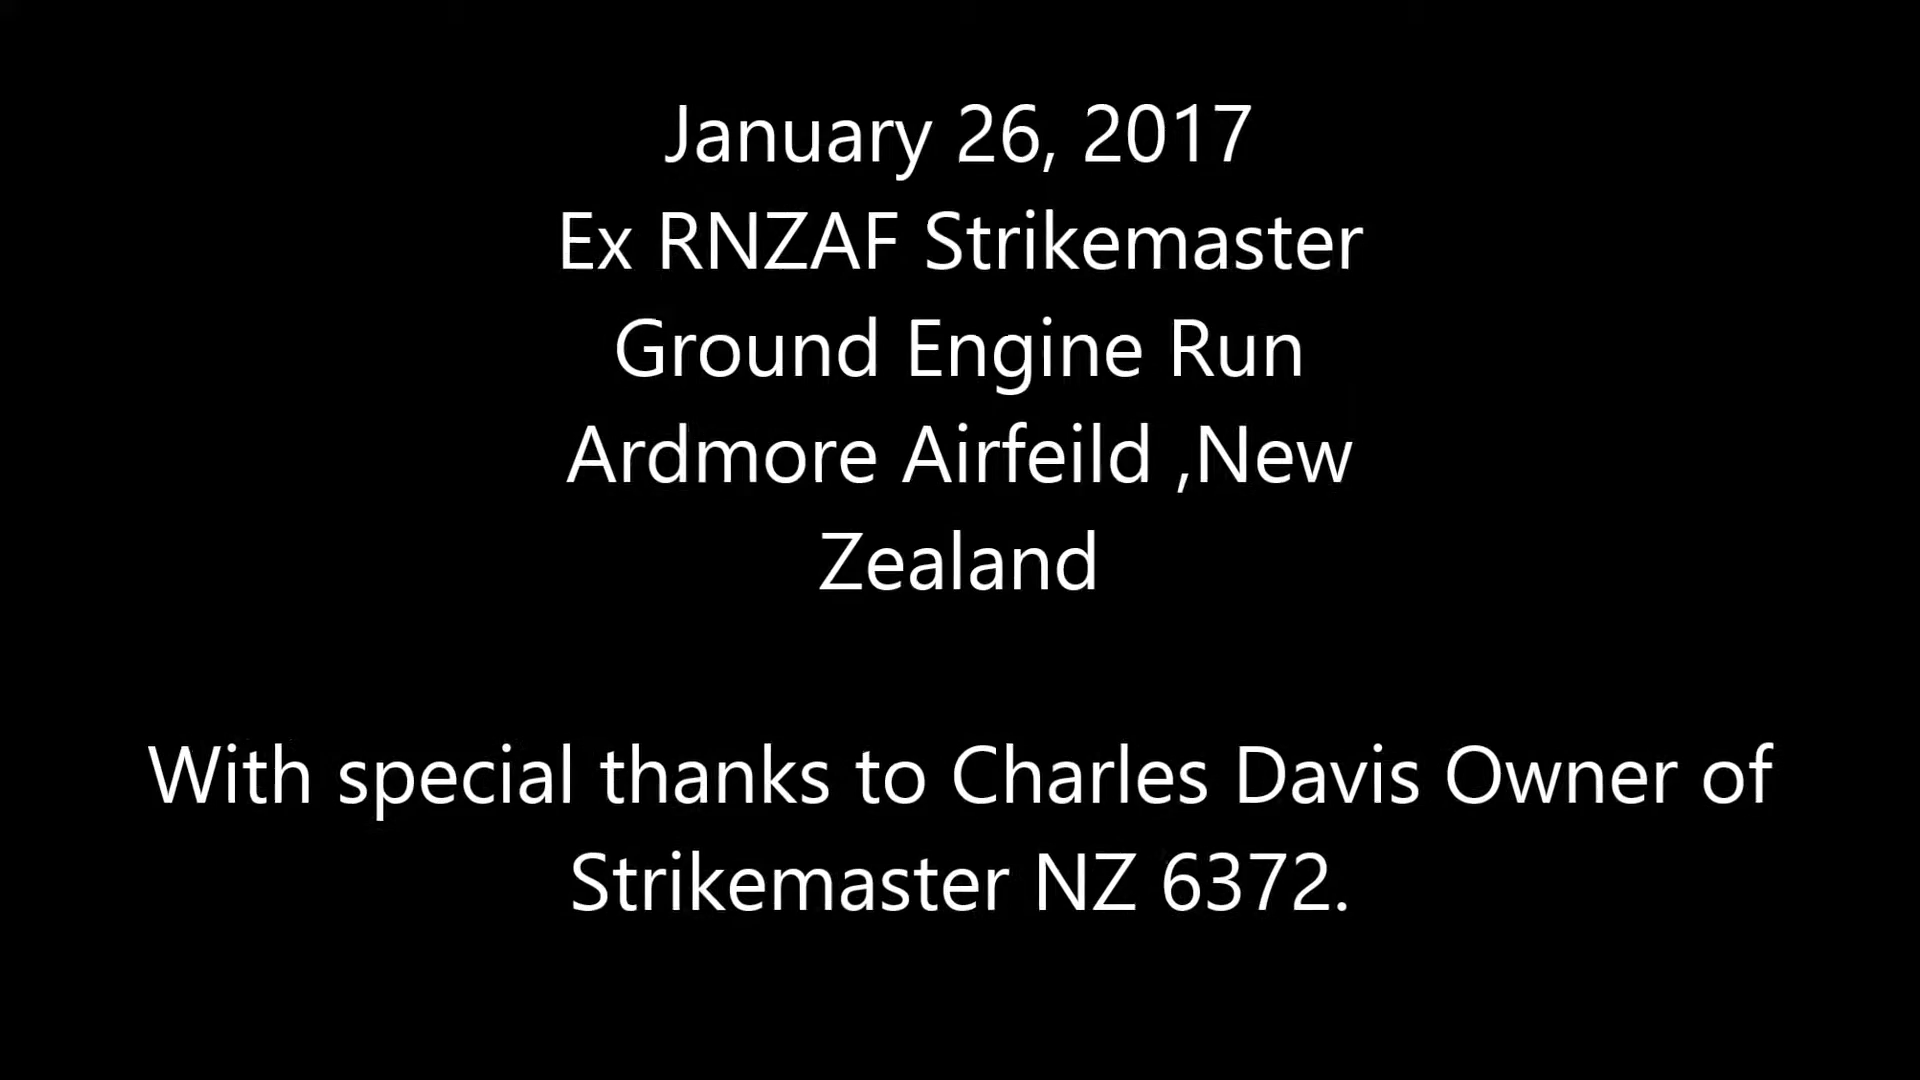 January 26, 2017
Ex RNZAF Strikemaster
Ground Engine Run
Ardmore Airfeild ,New
Zealand
With special thanks to Charles Davis Owner of
Strikemaster NZ 6372.